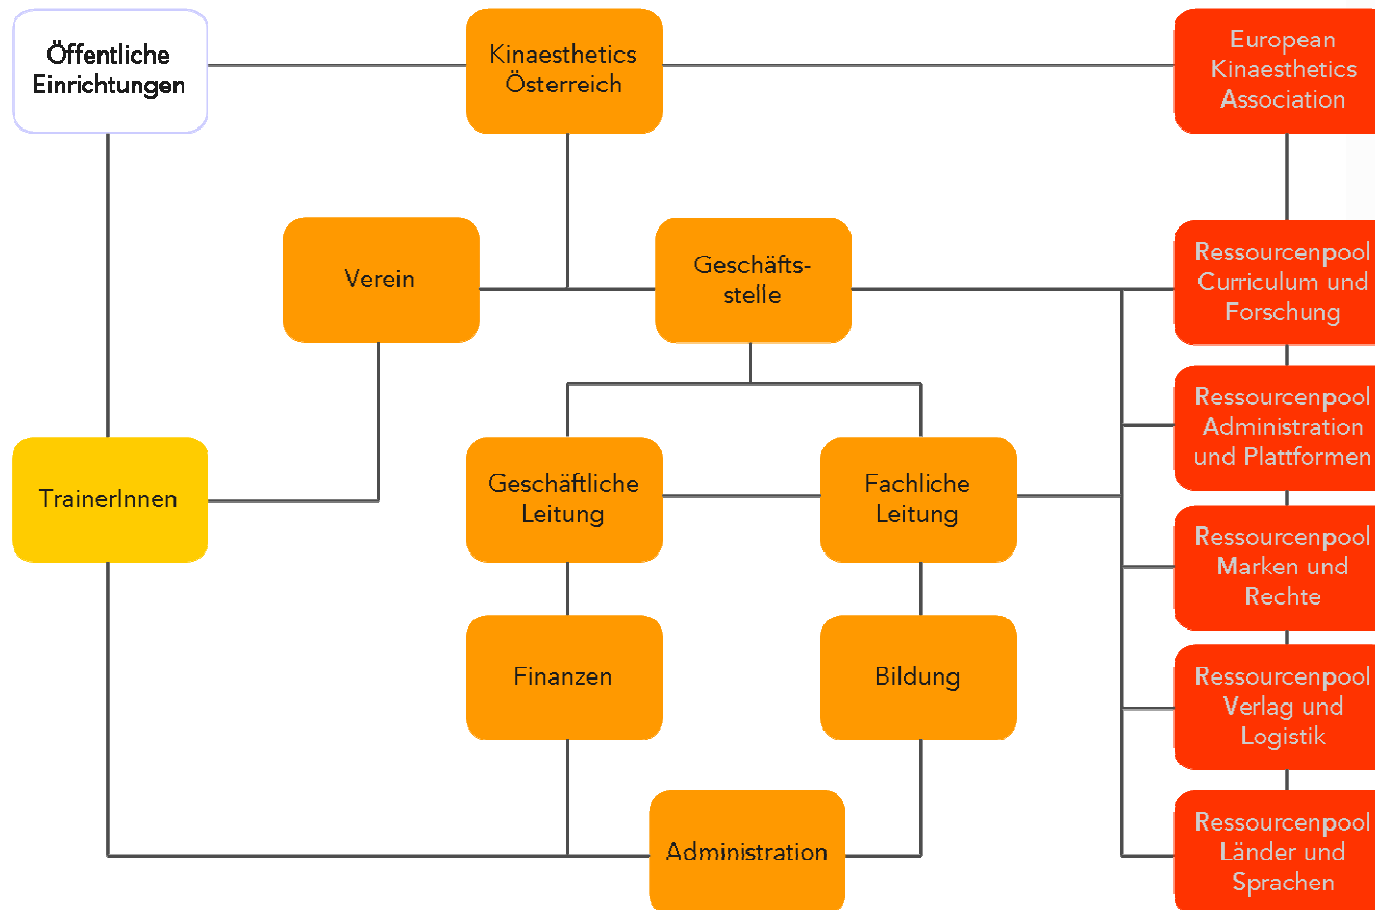 Öffentliche
Einrichtungen
Kinaesthetics
Österreich
European
Kinaesthetics
Association
Verein
Geschäfts-
stelle
Ressourcenpool
Curriculum und
Forschung
Ressourcenpool
Administration
und Plattformen
TrainerInnen
Geschäftliche
Leitung
Fachliche
Leitung
Ressourcenpool
Marken und
Rechte
Finanzen
Bildung
Ressourcenpool
Verlag und
Logistik
Administration
Ressourcenpool
Länder und
Sprachen